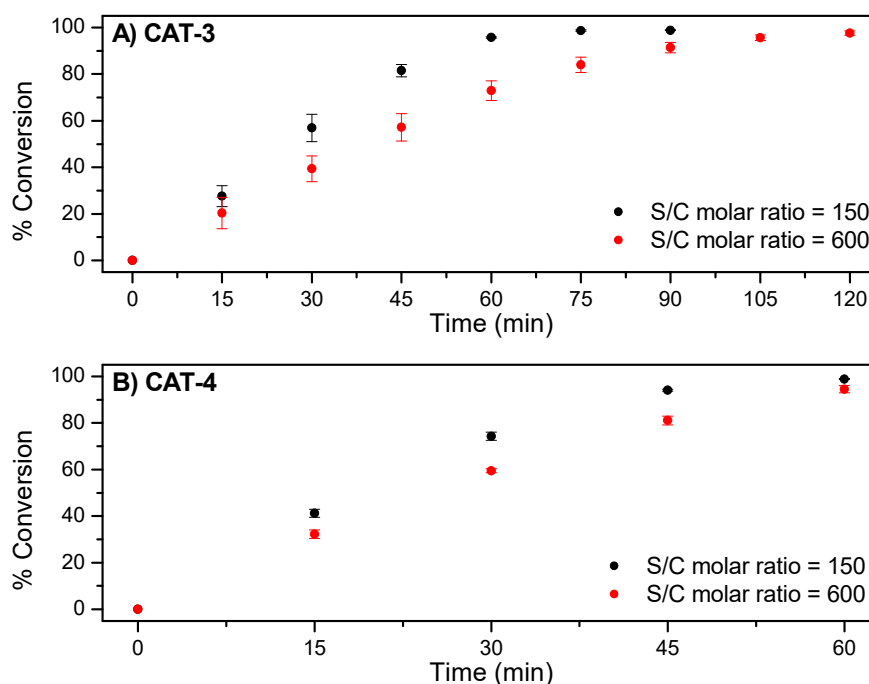 A) CAT-3
% Conversion
100
80
60
40
20
0
S/C molar ratio = 150
S/C molar ratio = 600
0 15 30 45 60 75 90 105 120
Time (min)
B) CAT-4
% Conversion
100
80
60
40
20
0
S/C molar ratio = 150
S/C molar ratio = 600
0 15 30 45 60
Time (min)